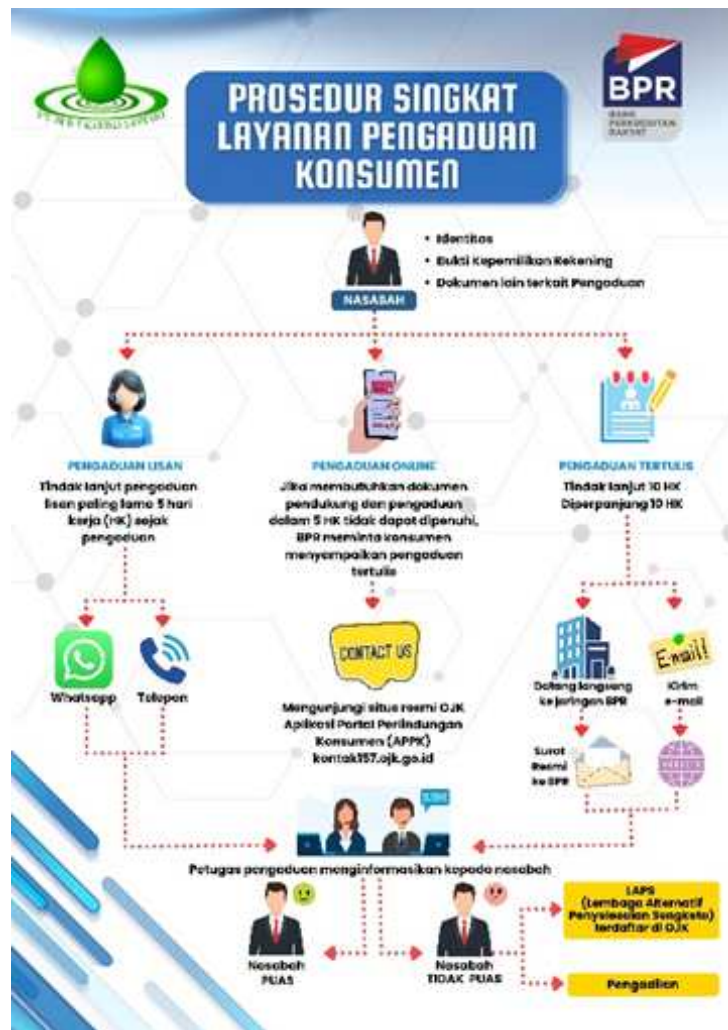 PROSEDUR SINGKAT
LAYANAN PENGADUAN
KONSUMEN
BPR
BANK
PERKREDITAN
RAKYAT
• Identitas
• Bukti Kepemilikan Rekening
• Dokumen lain terkait Pengaduan
NASABAH
PENGADUAN LISAN
Tindak lanjut pengaduan
lisan paling lama 5 hari
kerja (HK) sejak
pengaduan
PENGADUAN ONLINE
Jika membutuhkan dokumen
pendukung dan pengaduan
dalam 5 HK tidak dapat dipenuhi,
BPR meminta konsumen
menyampaikan pengaduan
tertulis
PENGADUAN TERTULIS
Tindak lanjut 10 HK
Diperpanjang 10 HK
Whatsapp
Telepon
CONTACT US
Mengunjungi situs resmi OJK
Aplikasi Portal Perlindungan
Konsumen (APPK)
kontak157.ojk.go.id
E-mail!
Datang langsung
ke jaringan BPR
Kirim
e-mail
Surat
Resmi
ke BPR
WEBSITE
Petugas pengaduan menginformasikan kepada nasabah
Nasabah
PUAS
Nasabah
TIDAK PUAS
LAPS
(Lembaga Alternatif
Penyelesaian Sengketa)
terdaftar di OJK
Pengadilan